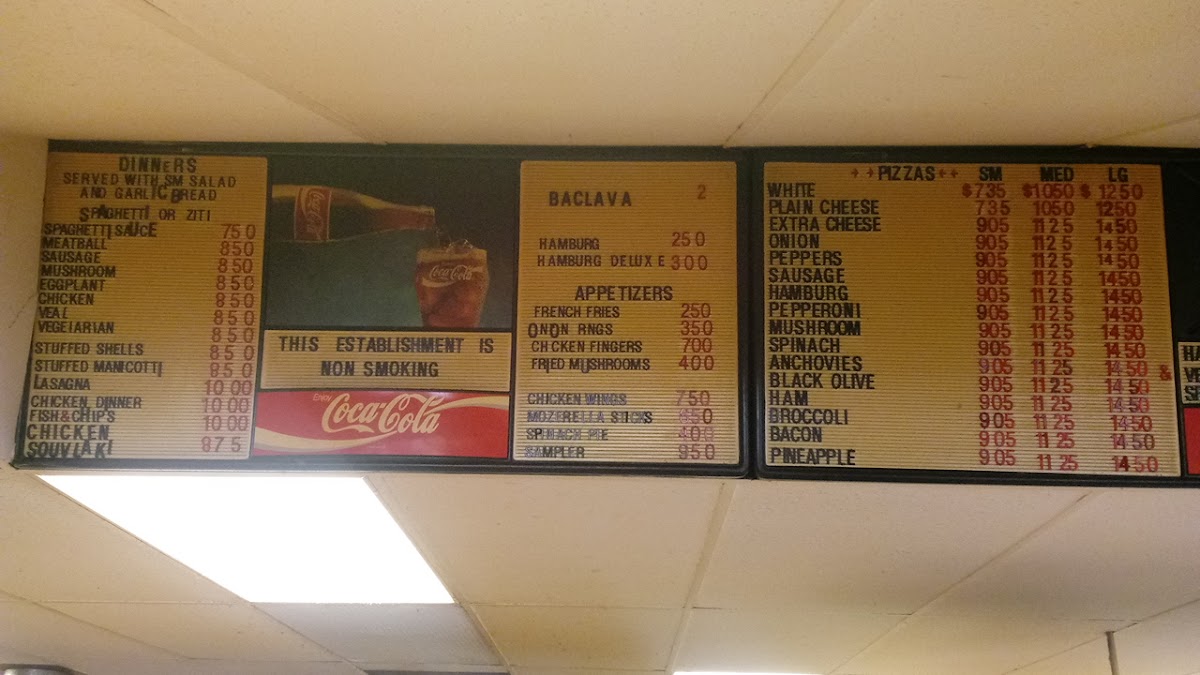 DINNERS
SERVED WITH SM SALAD
AND GARLIC BREAD
SPAGHETTI OR ZITI
SPAGHETTI SAUCE 750
MEATBALL 850
SAUSAGE 850
MUSHROOM 850
EGGPLANT 850
CHICKEN 850
VEAL 850
VEGETARIAN 850
STUFFED SHELLS 850
STUFFED MANICOTTI 850
LASAGNA 1000
CHICKEN DINNER 1000
FISH&CHIPS 1000
CHICKEN
SOUVLAKI 875
Coca-Cola
Coca-Cola
THIS ESTABLISHMENT IS
NON SMOKING
Enjoy
Coca-Cola
BACLAVA 2
HAMBURG 250
HAMBURG DELUXE 300
APPETIZERS
FRENCH FRIES 250
ONION RNGS 350
CHICKEN FINGERS 700
FRIED MUSHROOMS 400
CHICKEN WINGS 750
MOZERELLA STICKS 450
SPINACH PIE 400
SAMPLER 950
PIZZAS SM MED LG
WHITE $735 $1050 $1250
PLAIN CHEESE 735 1050 1250
EXTRA CHEESE 905 1125 1450
ONION 905 1125 1450
PEPPERS 905 1125 1450
SAUSAGE 905 1125 1450
HAMBURG 905 1125 1450
PEPPERONI 905 1125 1450
MUSHROOM 905 1125 1450
SPINACH 905 1125 1450
ANCHOVIES 905 1125 1450 &
BLACK OLIVE 905 1125 1450
HAM 905 1125 1450
BROCCOLI 905 1125 1450
BACON 905 1125 1450
PINEAPPLE 905 1125 1450